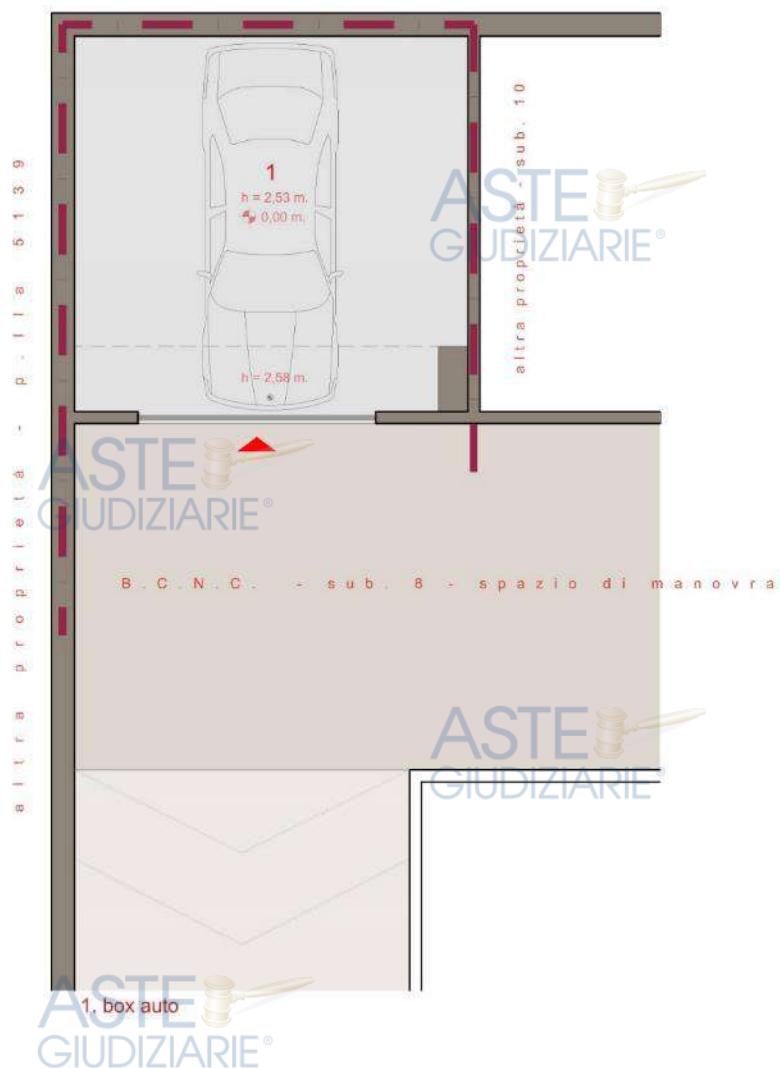 1
h = 2,53 m.
0,00 m.
h = 2,58 m.
altra proprietà - sub. 10
altra proprietà - p.lla 5139
ASTE
GIUDIZIARIE®
ASTE
GIUDIZIARIE®
B.C.N.C. - sub. 8 - spazio di manovra
ASTE
GIUDIZIARIE®
1. box auto
ASTE
GIUDIZIARIE®